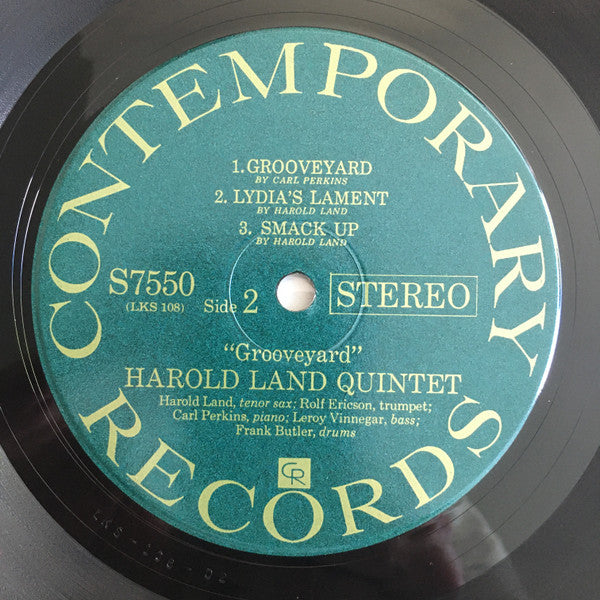 CONTEMPORARY
1. GROOVEYARD
BY CARL PERKINS
2. LYDIA'S LAMENT
BY HAROLD LAND
3. SMACK UP
BY HAROLD LAND
S7550
(LKS 108)
Side 2
STEREO
"Grooveyard"
HAROLD LAND QUINTET
Harold Land, tenor sax; Rolf Ericson, trumpet;
Carl Perkins, piano; Leroy Vinnegar, bass;
Frank Butler, drums
CR
RECORDS